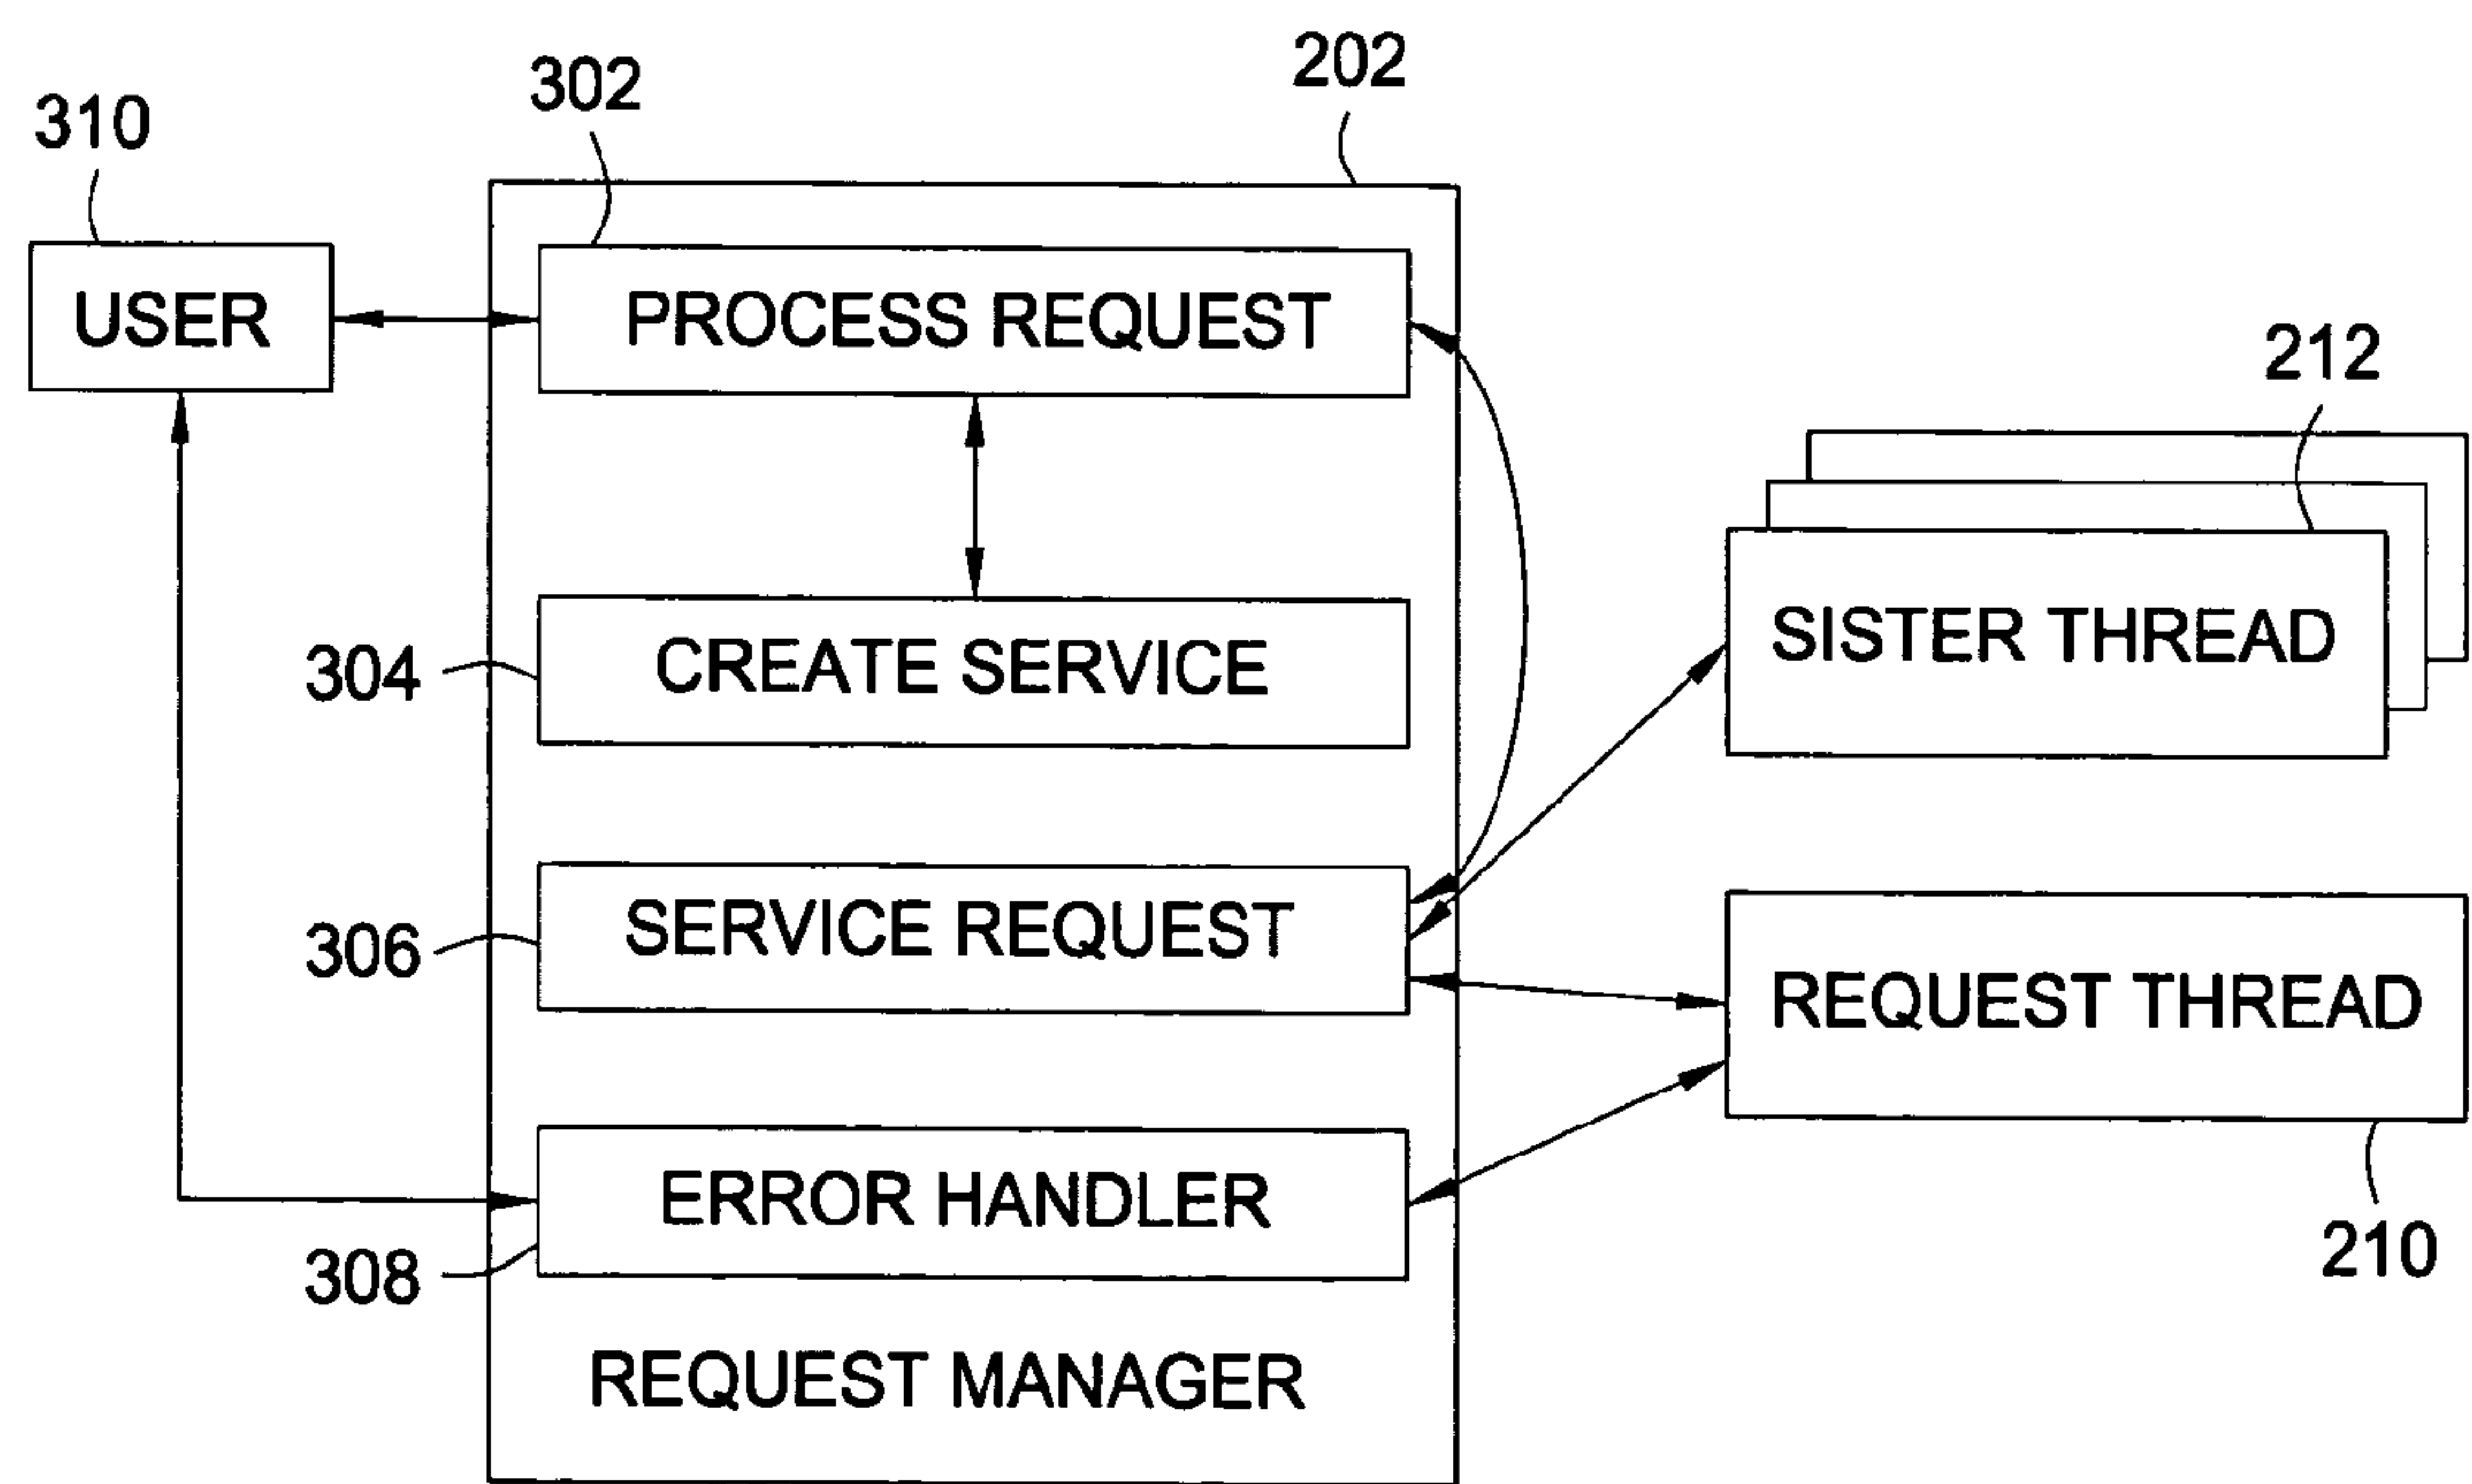 202
302
310
USER
PROCESS REQUEST
212
SISTER THREAD
304
CREATE SERVICE
306
SERVICE REQUEST
REQUEST THREAD
308
ERROR HANDLER
210
REQUEST MANAGER